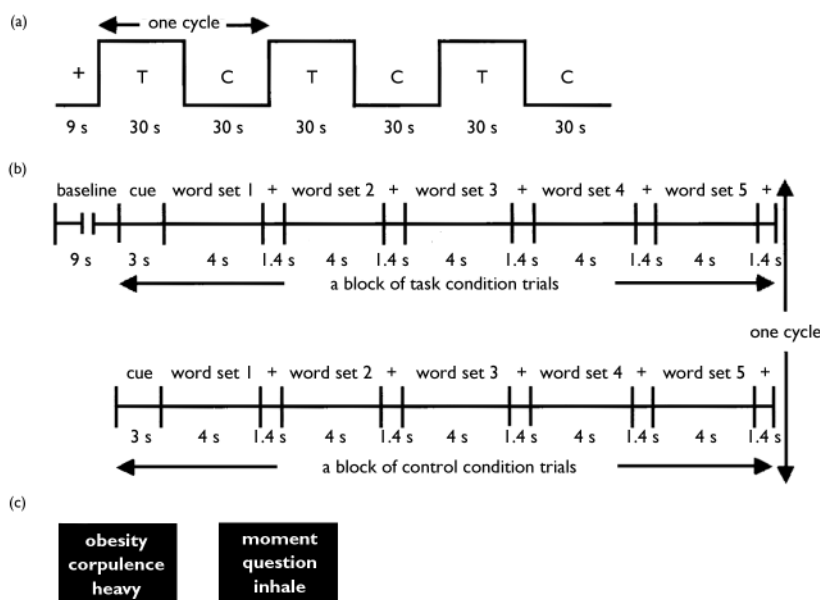 (a)
one cycle
+ T C T C T C
9 s 30 s 30 s 30 s 30 s 30 s 30 s
(b)
baseline cue word set 1 + word set 2 + word set 3 + word set 4 + word set 5 +
9 s 3 s 4 s 1.4 s 4 s 1.4 s 4 s 1.4 s 4 s 1.4 s 4 s 1.4 s
a block of task condition trials
one cycle
cue word set 1 + word set 2 + word set 3 + word set 4 + word set 5 +
3 s 4 s 1.4 s 4 s 1.4 s 4 s 1.4 s 4 s 1.4 s 4 s 1.4 s
a block of control condition trials
(c)
obesity
corpulence
heavy
moment
question
inhale